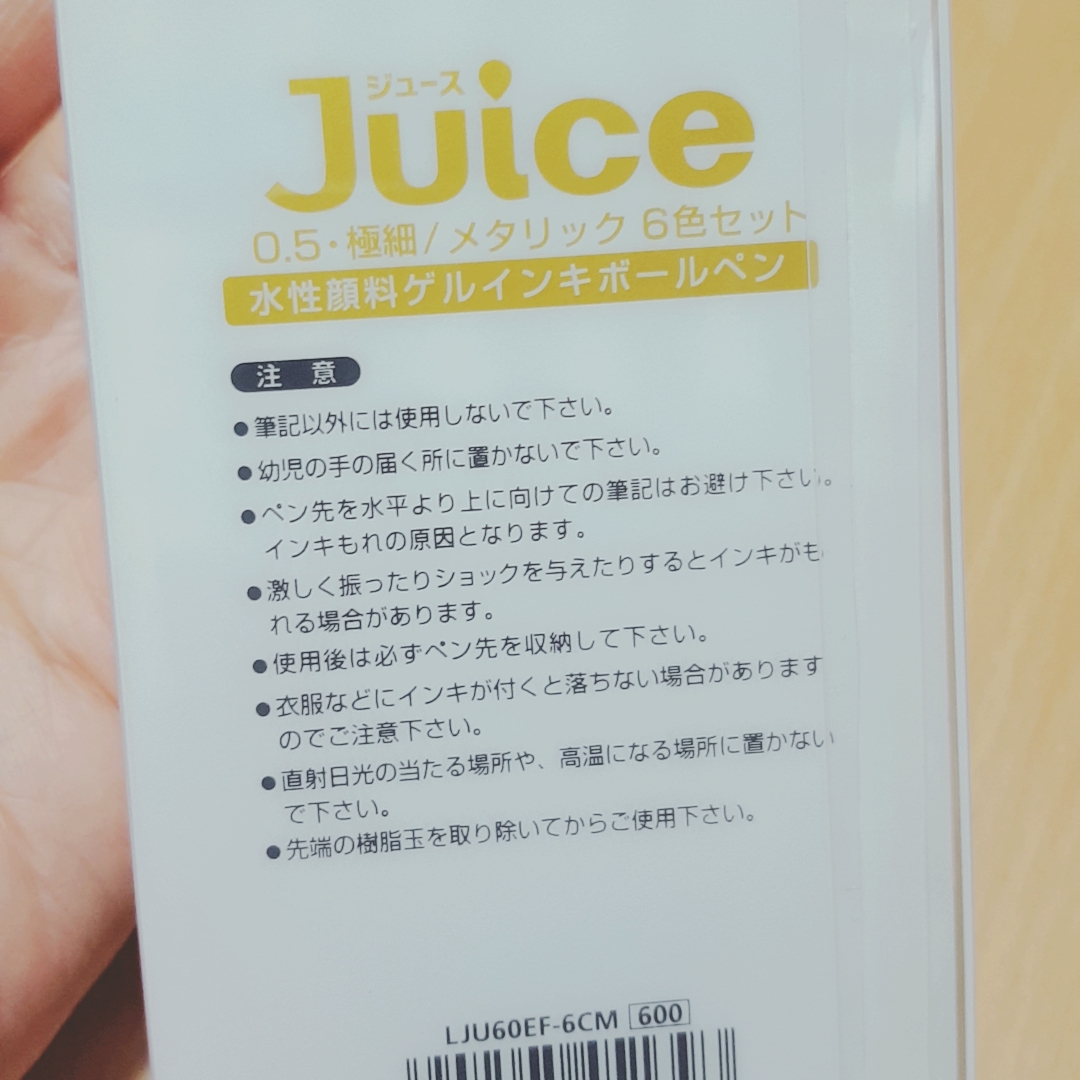 ジュース
Juice
0.5・極細/メタリック 6色セット
水性顔料ゲルインキボールペン
注 意
●筆記以外には使用しないで下さい。
●幼児の手の届く所に置かないで下さい。
●ペン先を水平より上に向けての筆記はお避け下さい。
インキもれの原因となります。
●激しく振ったりショックを与えたりするとインキがも
れる場合があります。
●使用後は必ずペン先を収納して下さい。
●衣服などにインキが付くと落ちない場合があります
のでご注意下さい。
●直射日光の当たる場所や、高温になる場所に置かない
で下さい。
●先端の樹脂玉を取り除いてからご使用下さい。
LJU60EF-6CM 600